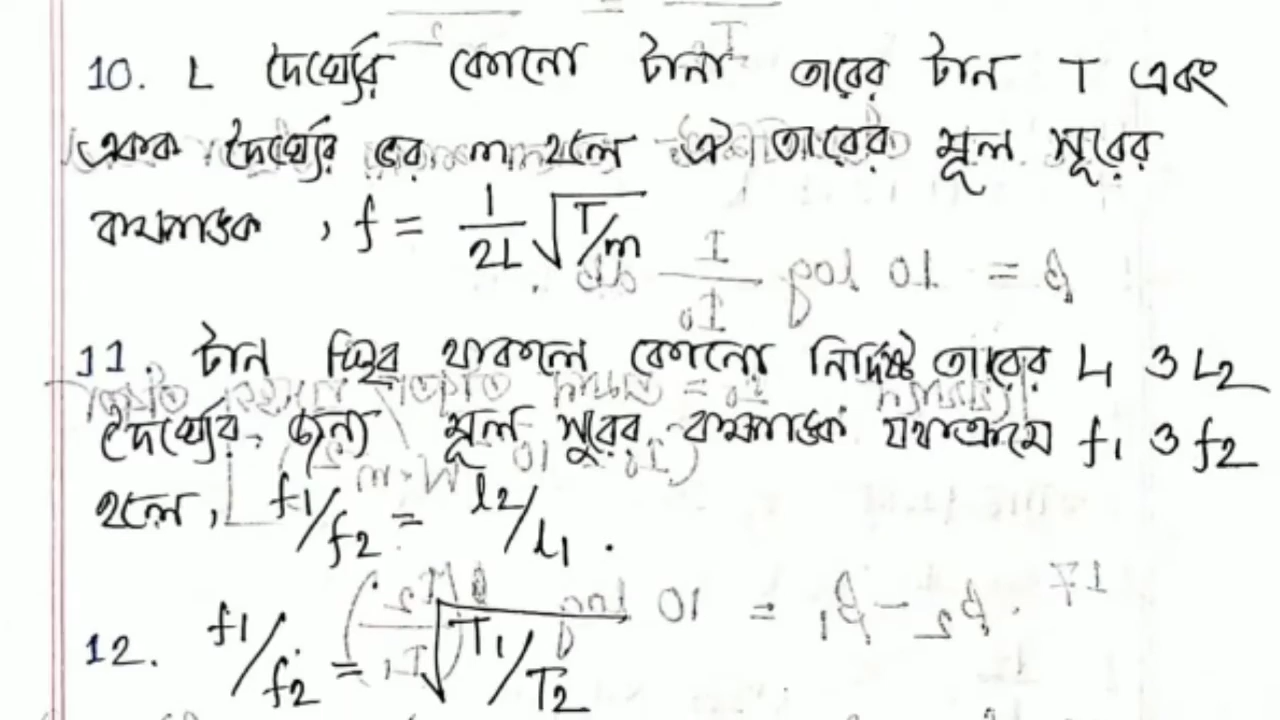 10. L দৈর্ঘ্যের কোনো টানা তারের টান T এবং
একক দৈর্ঘ্যের ভর m হলে ঐ তারের মূল সূরের
কম্পাঙ্ক , f = 1/2L √T/m
11. টান স্থির থাকলে কোনো নির্দিষ্ট তারের L1 ও L2
দৈর্ঘ্যের জন্য মূল সুরের কম্পাঙ্ক যথাক্রমে f1 ও f2
হলে, f1/f2 = l2/l1 .
12. f1/f2 = √T1/T2